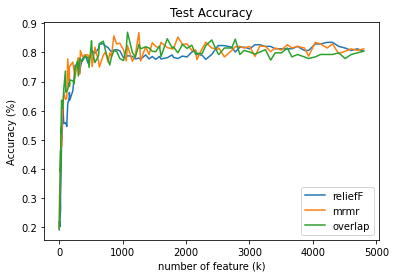 Test Accuracy
Accuracy (%)
0.9
0.8
0.7
0.6
0.5
0.4
0.3
0.2
reliefF
mrmr
overlap
0 1000 2000 3000 4000 5000
number of feature (k)